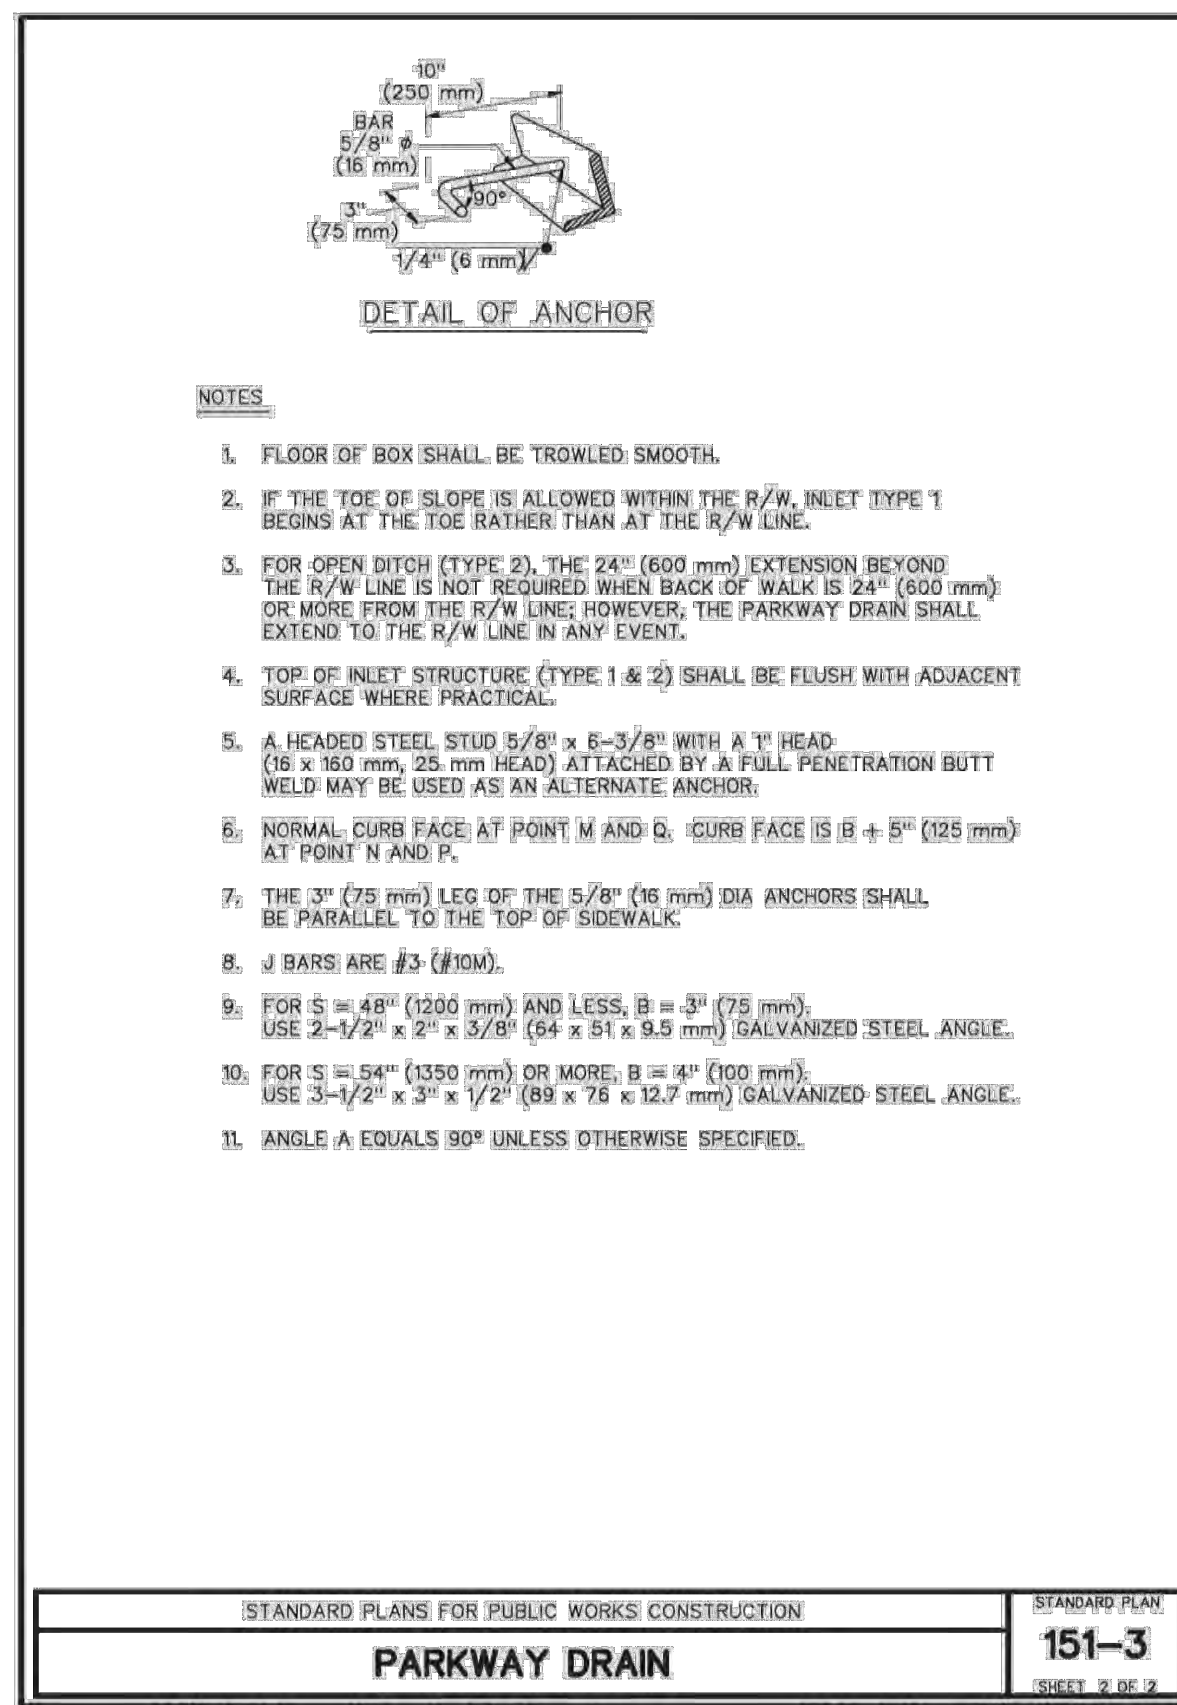 10"
(250 mm)
BAR
5/8" ø
(16 mm)
90°
3"
(75 mm)
1/4" (6 mm)
DETAIL OF ANCHOR
NOTES
1. FLOOR OF BOX SHALL BE TROWLED SMOOTH.
2. IF THE TOE OF SLOPE IS ALLOWED WITHIN THE R/W, INLET TYPE 1
BEGINS AT THE TOE RATHER THAN AT THE R/W LINE.
3. FOR OPEN DITCH (TYPE 2), THE 24" (600 mm) EXTENSION BEYOND
THE R/W LINE IS NOT REQUIRED WHEN BACK OF WALK IS 24" (600 mm)
OR MORE FROM THE R/W LINE; HOWEVER, THE PARKWAY DRAIN SHALL
EXTEND TO THE R/W LINE IN ANY EVENT.
4. TOP OF INLET STRUCTURE (TYPE 1 & 2) SHALL BE FLUSH WITH ADJACENT
SURFACE WHERE PRACTICAL.
5. A HEADED STEEL STUD 5/8" x 6-3/8" WITH A 1" HEAD
(16 x 160 mm, 25 mm HEAD) ATTACHED BY A FULL PENETRATION BUTT
WELD MAY BE USED AS AN ALTERNATE ANCHOR.
6. NORMAL CURB FACE AT POINT M AND Q. CURB FACE IS B + 5" (125 mm)
AT POINT N AND P.
7. THE 3" (75 mm) LEG OF THE 5/8" (16 mm) DIA ANCHORS SHALL
BE PARALLEL TO THE TOP OF SIDEWALK.
8. J BARS ARE #3 (#10M).
9. FOR S = 48" (1200 mm) AND LESS, B = 3" (75 mm).
USE 2-1/2" x 2" x 3/8" (64 x 51 x 9.5 mm) GALVANIZED STEEL ANGLE.
10. FOR S = 54" (1350 mm) OR MORE, B = 4" (100 mm).
USE 3-1/2" x 3" x 1/2" (89 x 76 x 12.7 mm) GALVANIZED STEEL ANGLE.
11. ANGLE A EQUALS 90° UNLESS OTHERWISE SPECIFIED.
STANDARD PLANS FOR PUBLIC WORKS CONSTRUCTION
PARKWAY DRAIN
STANDARD PLAN
151-3
SHEET 2 OF 2